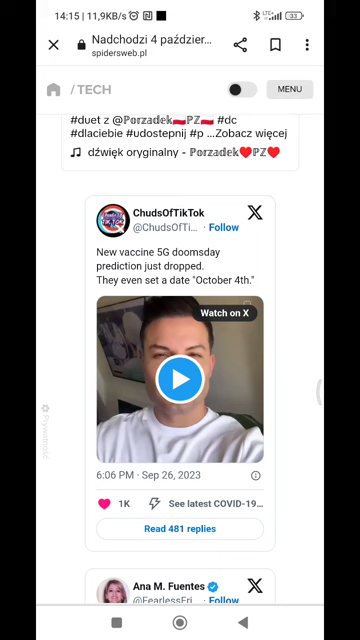 14:15 | 11,9KB/s
LTE
33
Nadchodzi 4 paździer...
spidersweb.pl
/ TECH
MENU
#duet z @ℙ𝕠𝕣𝕫𝕒𝕕𝕖𝕜🇵🇱ℙℤ🇵🇱 #dc
#dlaciebie #udostepnij #p ...Zobacz więcej
♫ dźwięk oryginalny - ℙ𝕠𝕣𝕫𝕒𝕕𝕖𝕜❤️ℙℤ❤️
ChudsOfTikTok
@ChudsOfTi... · Follow
New vaccine 5G doomsday
prediction just dropped.
They even set a date "October 4th."
Watch on X
6:06 PM · Sep 26, 2023
1K
See latest COVID-19...
Read 481 replies
Prywatność
Ana M. Fuentes
@FearlessFri... · Follow